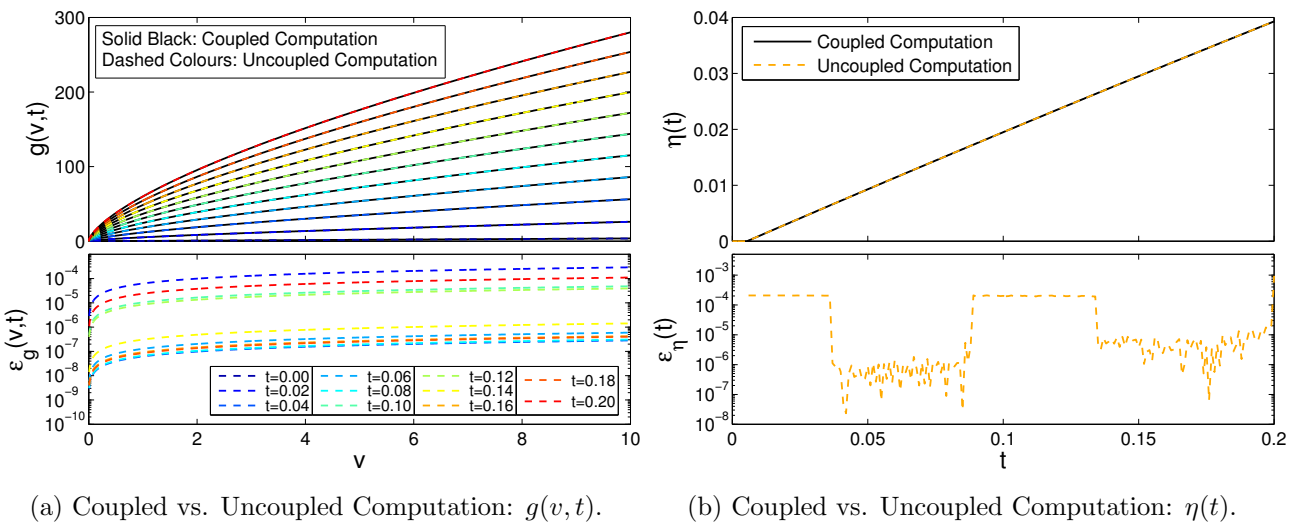 300
200
100
0
g(v,t)
Solid Black: Coupled Computation
Dashed Colours: Uncoupled Computation
10⁻⁴
10⁻⁵
10⁻⁶
10⁻⁷
10⁻⁸
10⁻⁹
10⁻¹⁰
ε_g(v,t)
t=0.00
t=0.02
t=0.04
t=0.06
t=0.08
t=0.10
t=0.12
t=0.14
t=0.16
t=0.18
t=0.20
0 2 4 6 8 10
v
(a) Coupled vs. Uncoupled Computation: g(v, t).
0.04
0.03
0.02
0.01
0
η(t)
Coupled Computation
Uncoupled Computation
10⁻³
10⁻⁴
10⁻⁵
10⁻⁶
10⁻⁷
10⁻⁸
ε_η(t)
0 0.05 0.1 0.15 0.2
t
(b) Coupled vs. Uncoupled Computation: η(t).